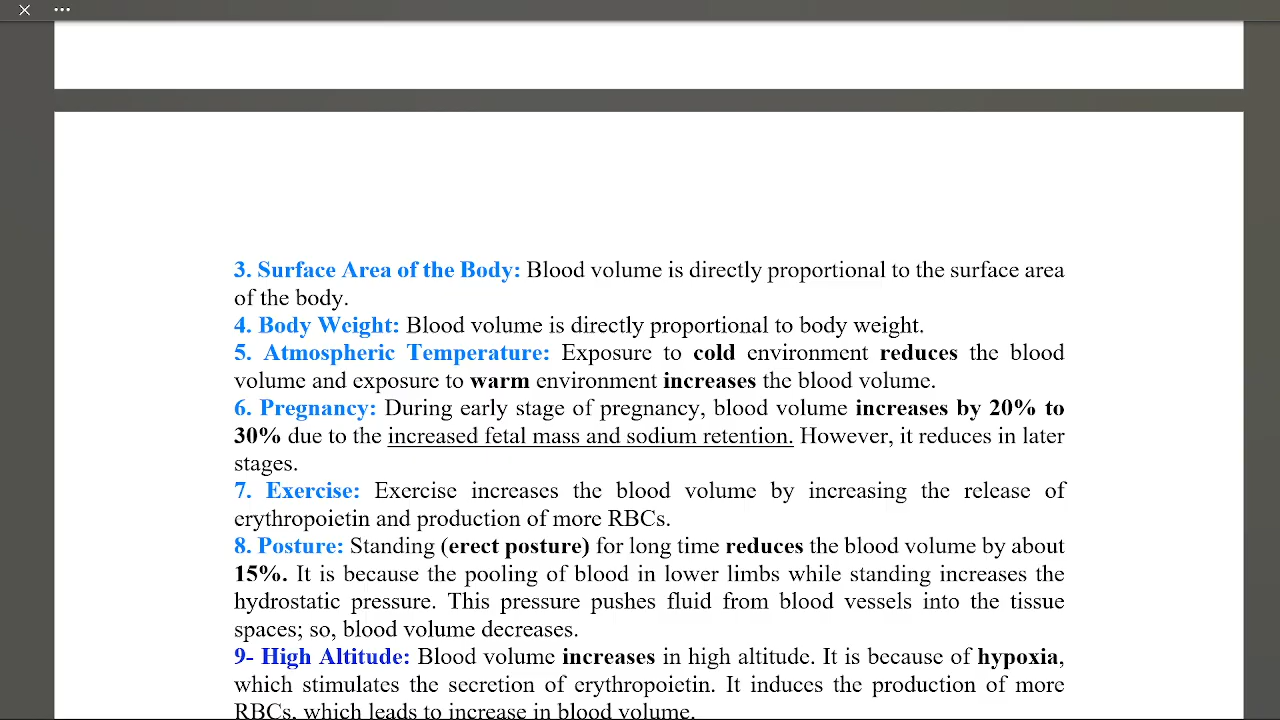 3. Surface Area of the Body: Blood volume is directly proportional to the surface area
of the body.
4. Body Weight: Blood volume is directly proportional to body weight.
5. Atmospheric Temperature: Exposure to cold environment reduces the blood
volume and exposure to warm environment increases the blood volume.
6. Pregnancy: During early stage of pregnancy, blood volume increases by 20% to
30% due to the increased fetal mass and sodium retention. However, it reduces in later
stages.
7. Exercise: Exercise increases the blood volume by increasing the release of
erythropoietin and production of more RBCs.
8. Posture: Standing (erect posture) for long time reduces the blood volume by about
15%. It is because the pooling of blood in lower limbs while standing increases the
hydrostatic pressure. This pressure pushes fluid from blood vessels into the tissue
spaces; so, blood volume decreases.
9- High Altitude: Blood volume increases in high altitude. It is because of hypoxia,
which stimulates the secretion of erythropoietin. It induces the production of more
RBCs, which leads to increase in blood volume.